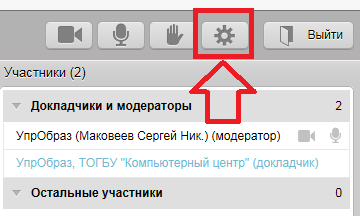 Выйти
Участники (2)
Докладчики и модераторы 2
УпрОбраз (Маковеев Сергей Ник.) (модератор)
УпрОбраз, ТОГБУ "Компьютерный центр" (докладчик)
Остальные участники 0